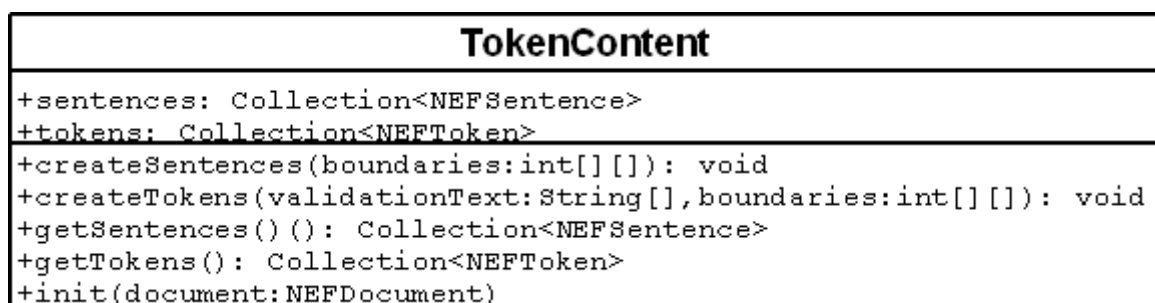 TokenContent
+sentences: Collection<NEFSentence>
+tokens: Collection<NEFToken>
+createSentences(boundaries:int[][]): void
+createTokens(validationText:String[],boundaries:int[][]): void
+getSentences()(): Collection<NEFSentence>
+getTokens(): Collection<NEFToken>
+init(document:NEFDocument)